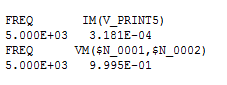 FREQ IM(V_PRINT5)
5.000E+03 3.181E-04
FREQ VM($N_0001,$N_0002)
5.000E+03 9.995E-01